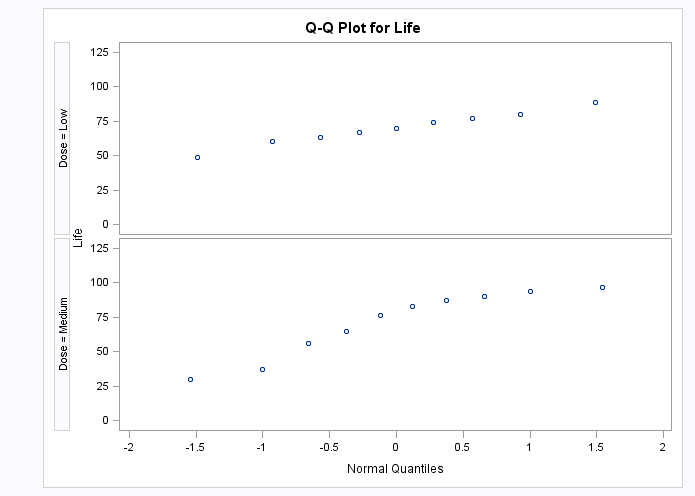 Q-Q Plot for Life
Dose = Low
125
100
75
50
25
0
Life
Dose = Medium
125
100
75
50
25
0
-2 -1.5 -1 -0.5 0 0.5 1 1.5 2
Normal Quantiles